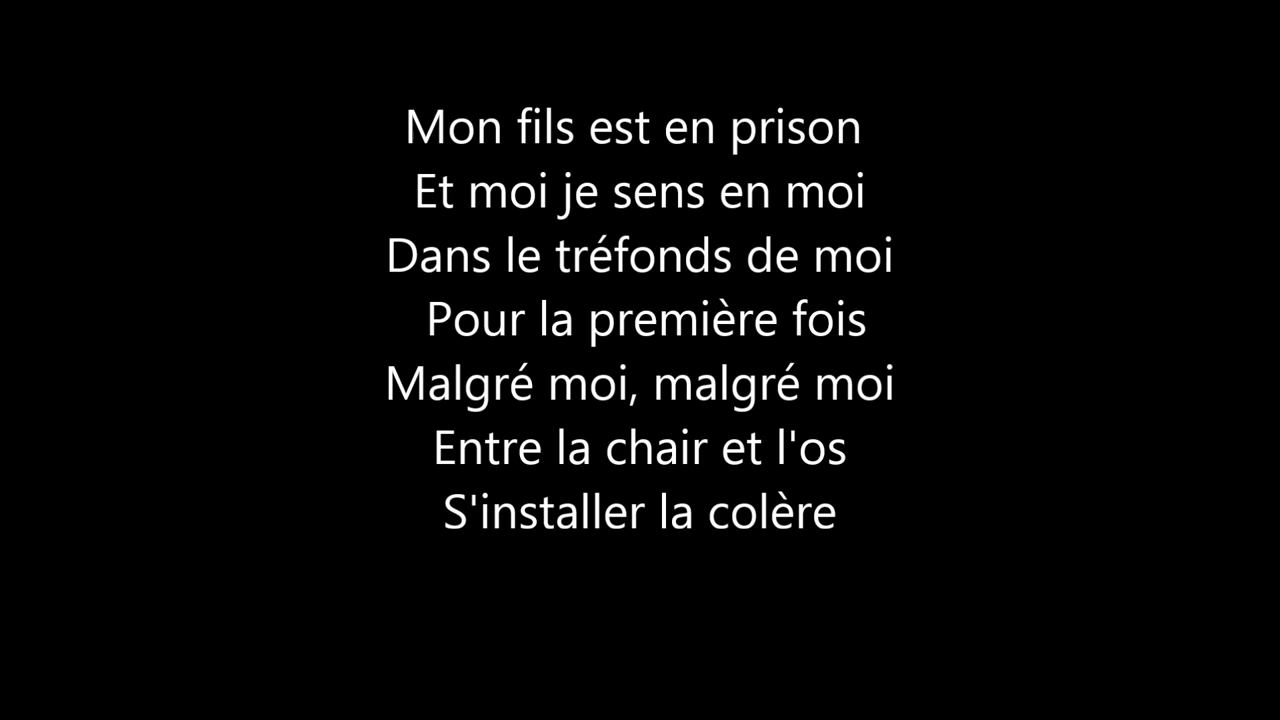 Mon fils est en prison
Et moi je sens en moi
Dans le tréfonds de moi
Pour la première fois
Malgré moi, malgré moi
Entre la chair et l'os
S'installer la colère